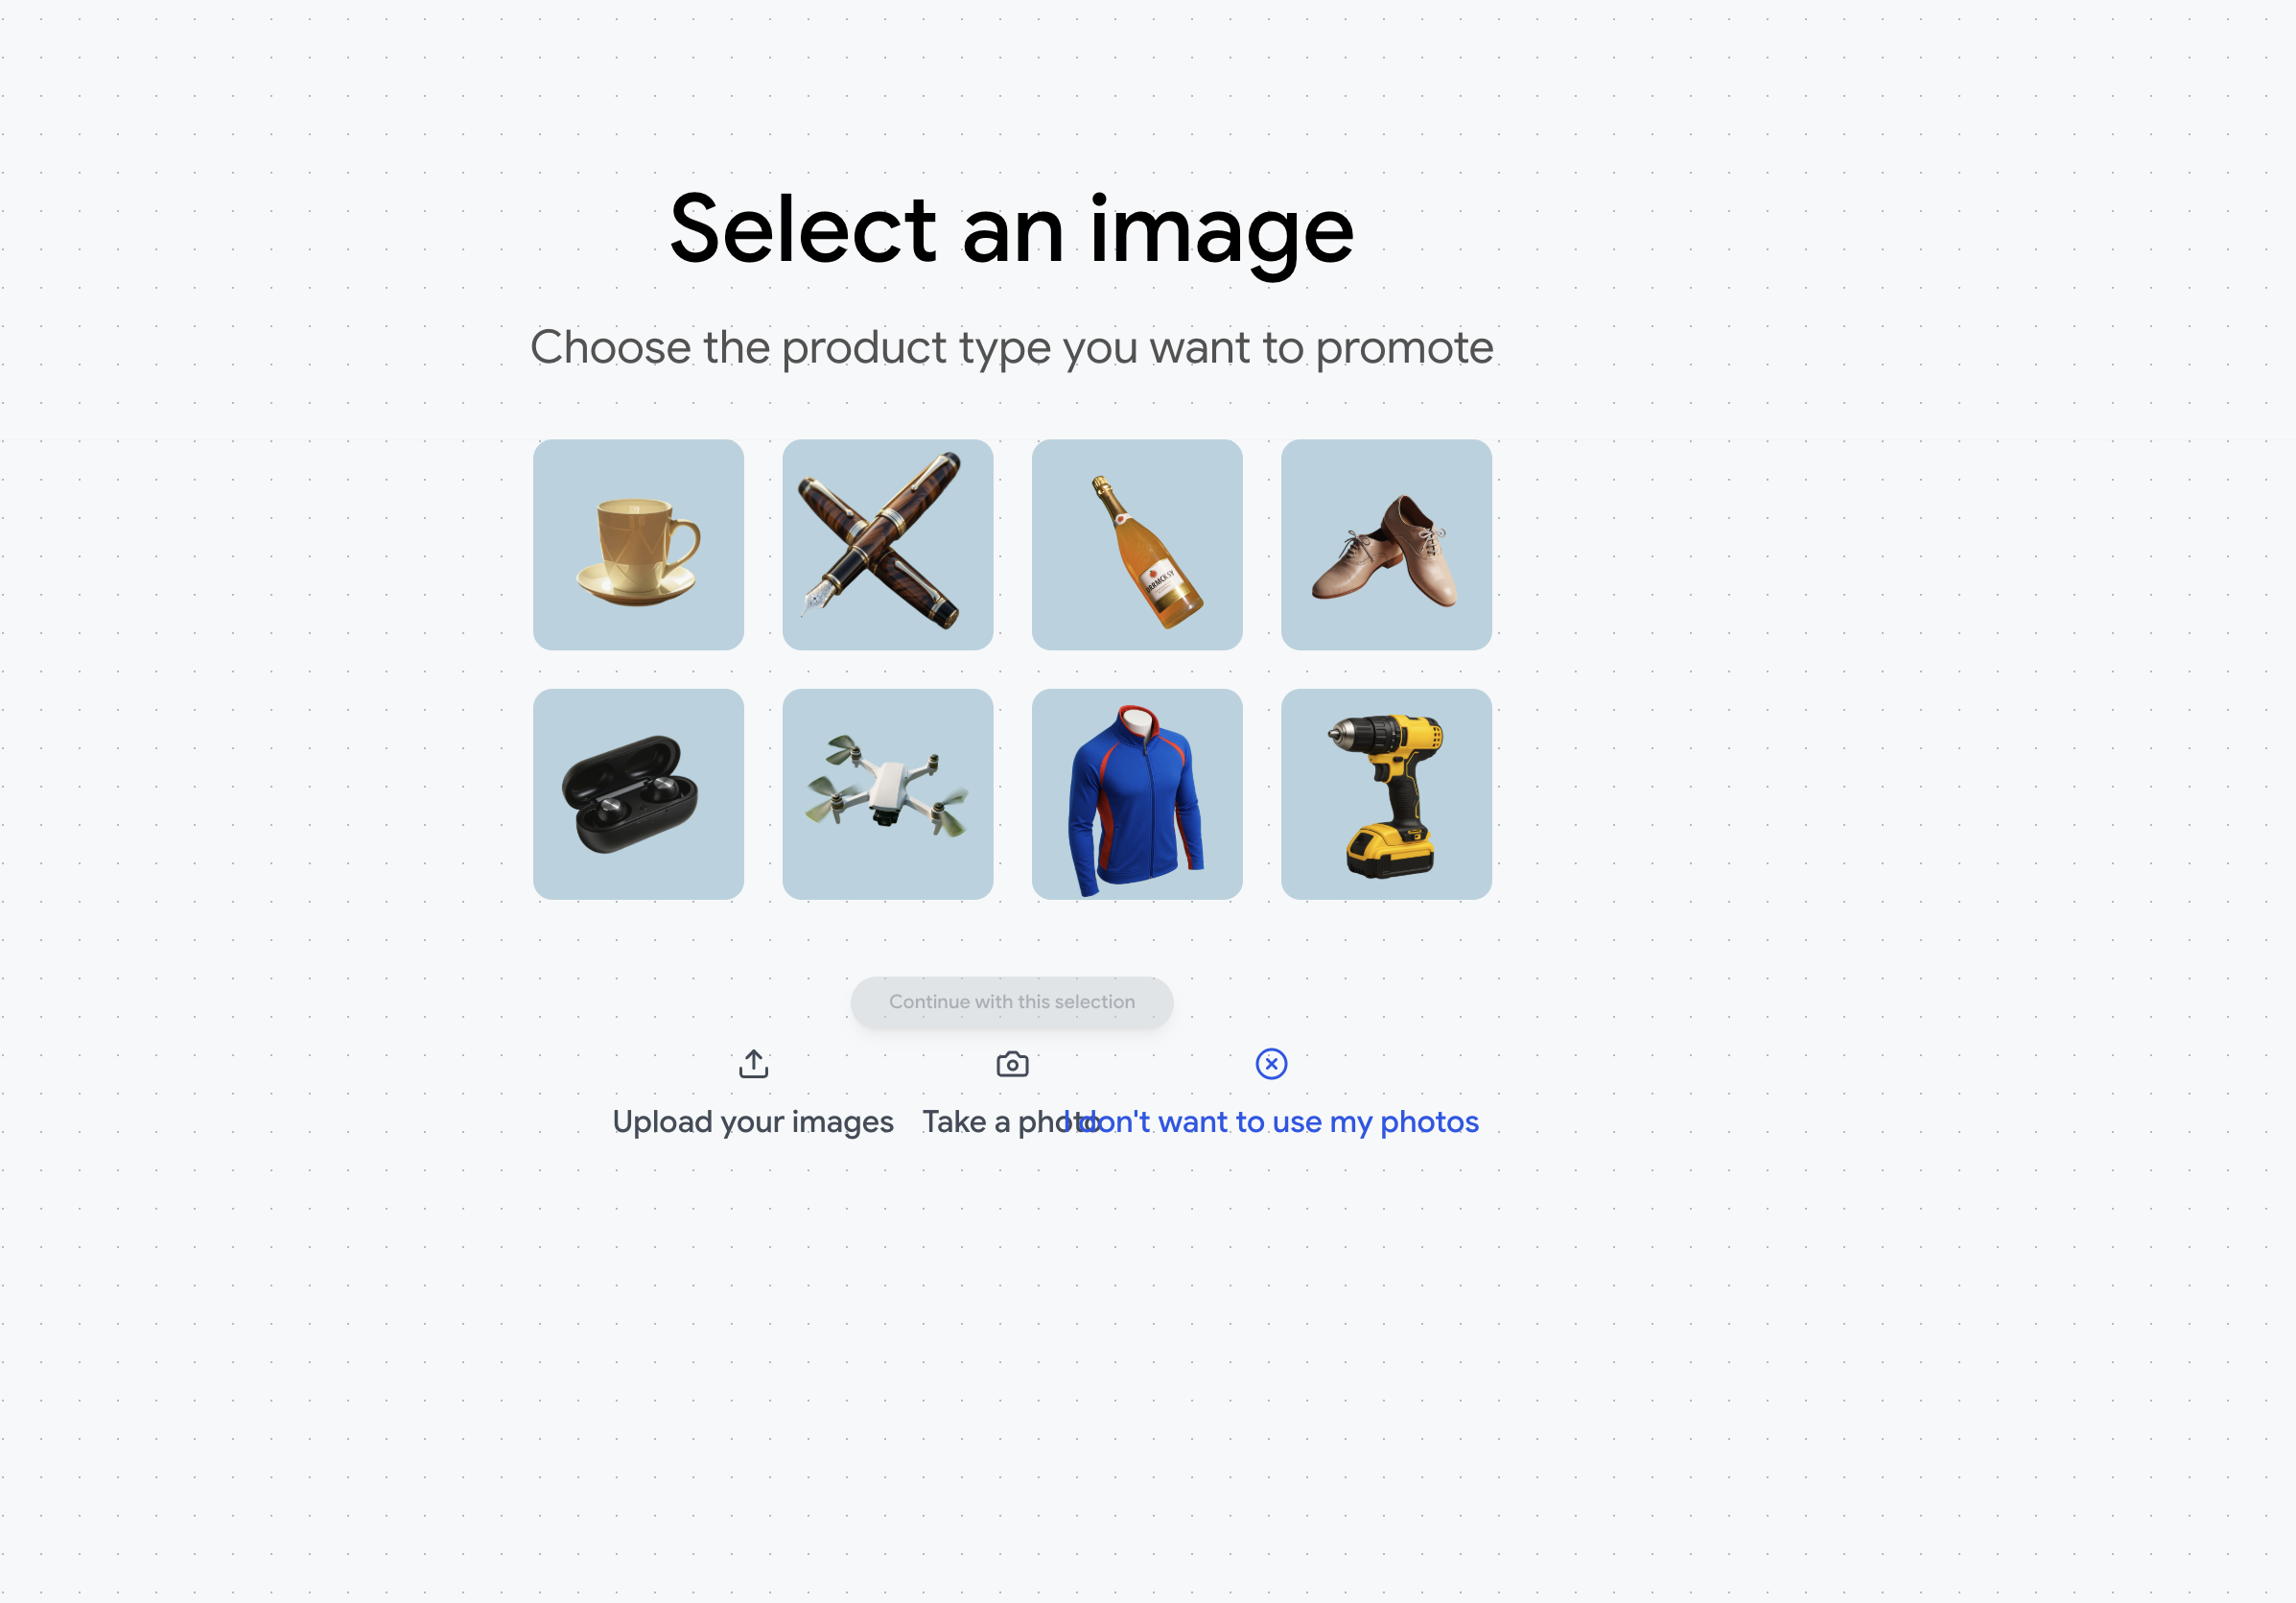 Select an image
Choose the product type you want to promote
Continue with this selection
Upload your images
Take a photo
I don't want to use my photos